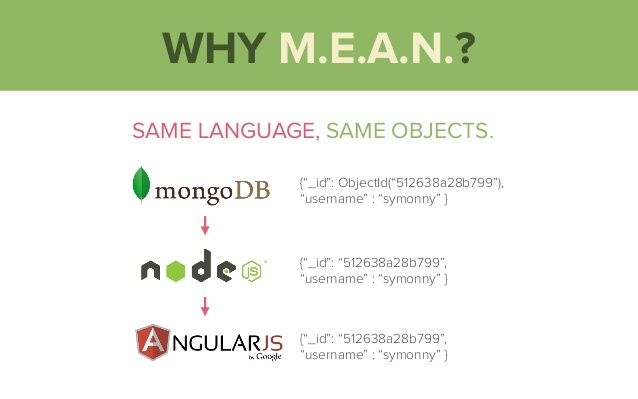 WHY M.E.A.N.?
SAME LANGUAGE, SAME OBJECTS.
mongoDB
{“_id”: ObjectId(“512638a28b799”),
“username” : “symonny” }
node JS ™
{“_id”: “512638a28b799”,
“username” : “symonny” }
ANGULARJS
by Google
{“_id”: “512638a28b799”,
“username” : “symonny” }